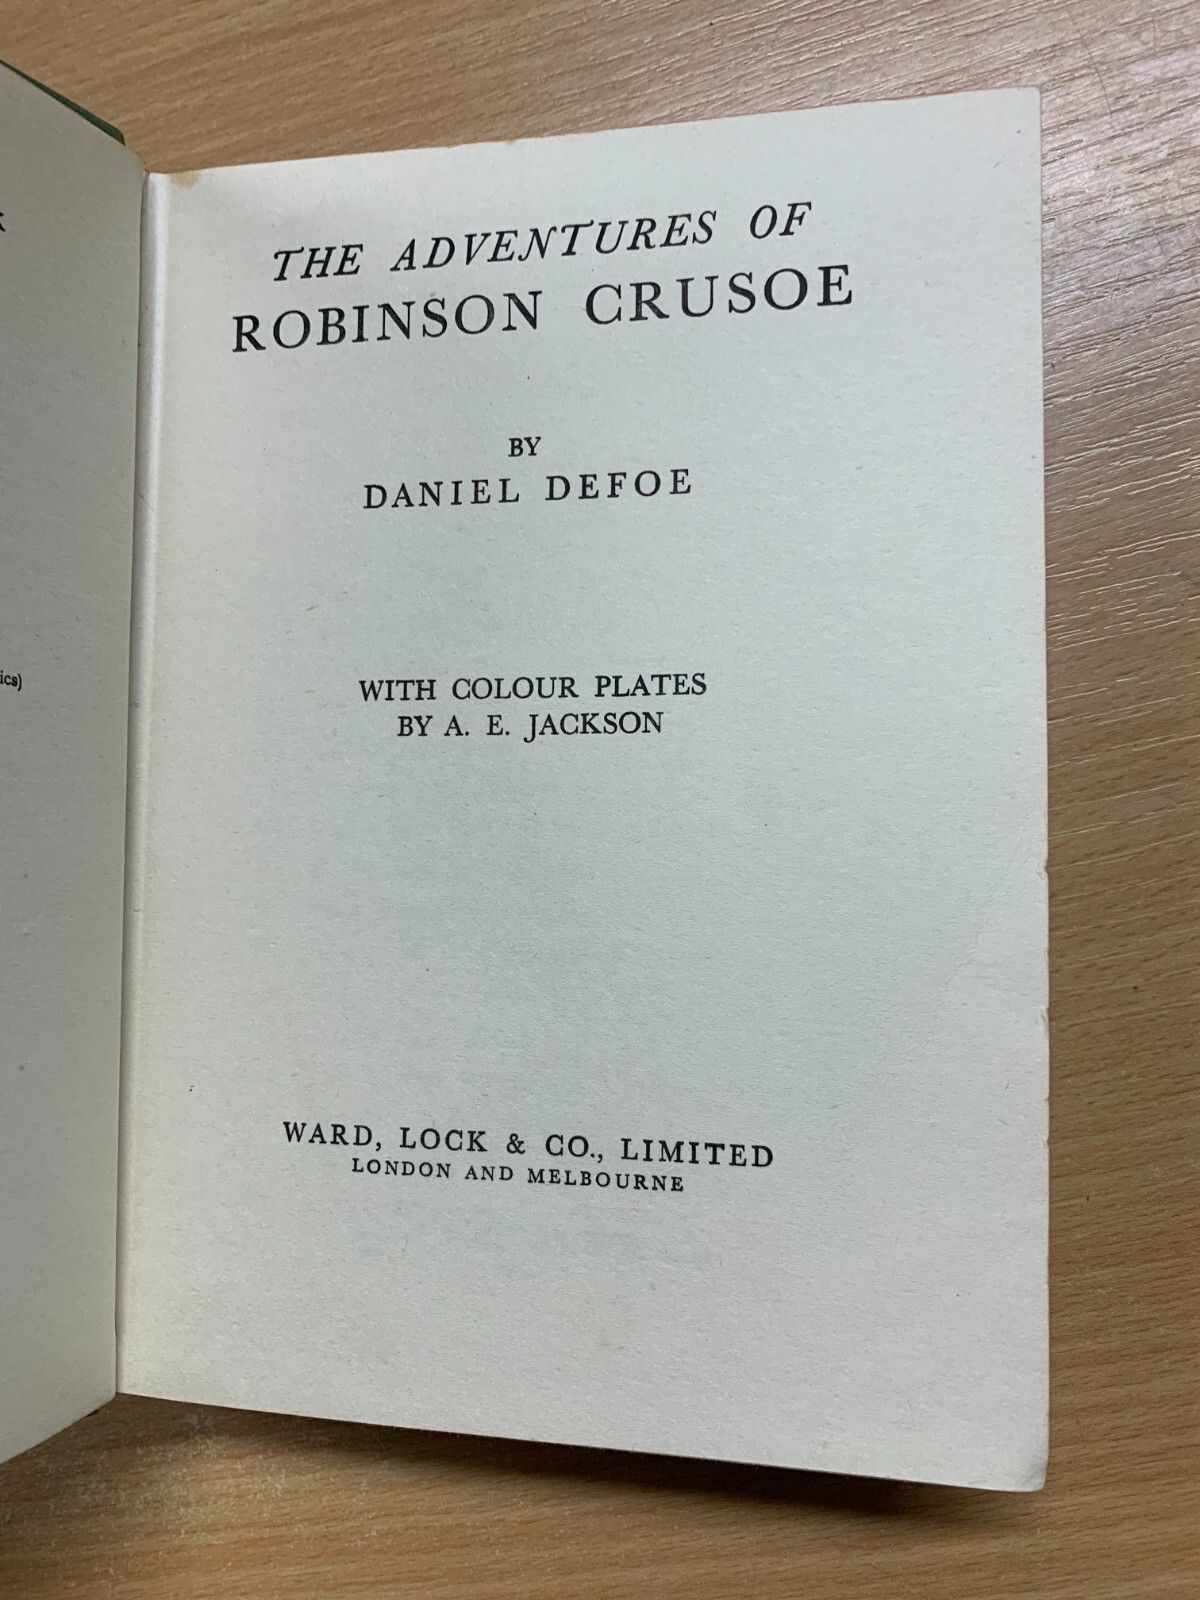 THE ADVENTURES OF
ROBINSON CRUSOE
BY
DANIEL DEFOE
WITH COLOUR PLATES
BY A. E. JACKSON
WARD, LOCK & CO., LIMITED
LONDON AND MELBOURNE